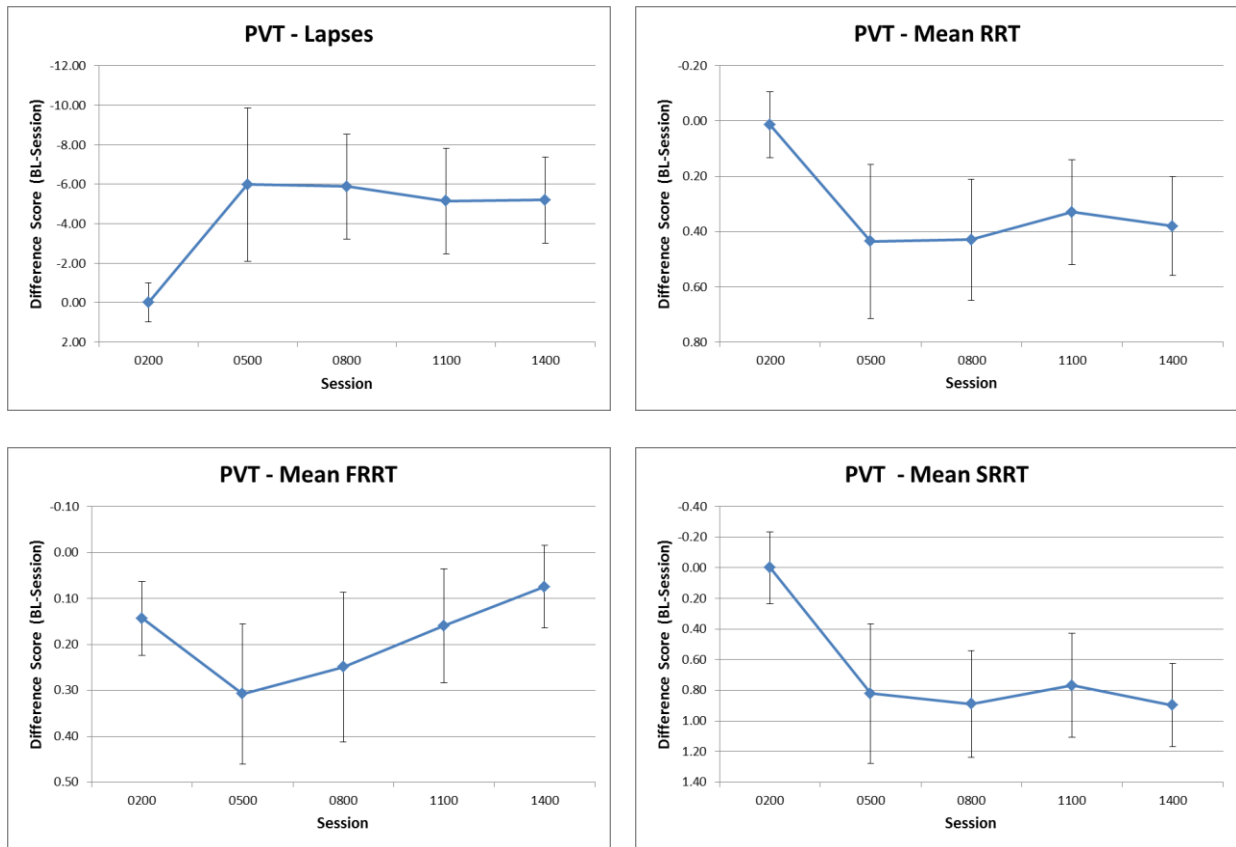 PVT - Lapses
Difference Score (BL-Session)
-12.00
-10.00
-8.00
-6.00
-4.00
-2.00
0.00
2.00
0200 0500 0800 1100 1400
Session
PVT - Mean RRT
Difference Score (BL-Session)
-0.20
0.00
0.20
0.40
0.60
0.80
0200 0500 0800 1100 1400
Session
PVT - Mean FRRT
Difference Score (BL-Session)
-0.10
0.00
0.10
0.20
0.30
0.40
0.50
0200 0500 0800 1100 1400
Session
PVT - Mean SRRT
Difference Score (BL-Session)
-0.40
-0.20
0.00
0.20
0.40
0.60
0.80
1.00
1.20
1.40
0200 0500 0800 1100 1400
Session